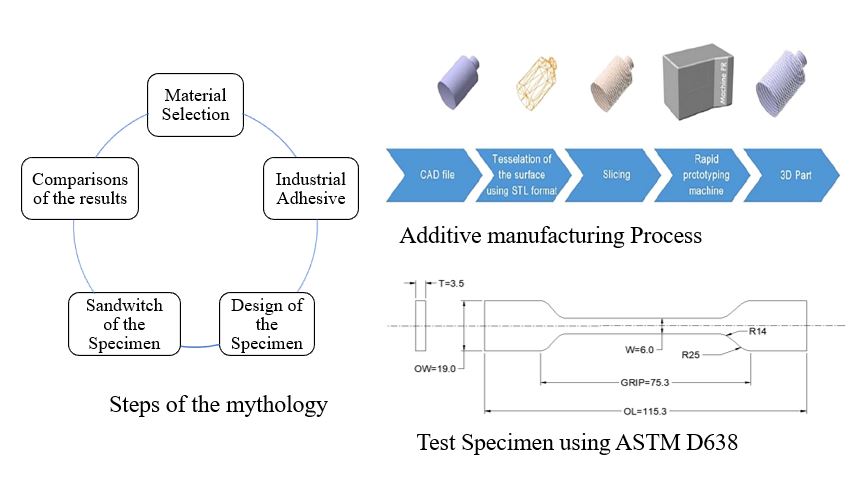 Material
Selection
Industrial
Adhesive
Design of
the
Specimen
Sandwitch
of the
Specimen
Comparisons
of the results
Steps of the mythology
Machine FR
CAD file
Tesselation of
the surface
using STL format
Slicing
Rapid
prototyping
machine
3D Part
Additive manufacturing Process
T=3.5
OW=19.0
W=6.0
R14
R25
GRIP=75.3
OL=115.3
Test Specimen using ASTM D638